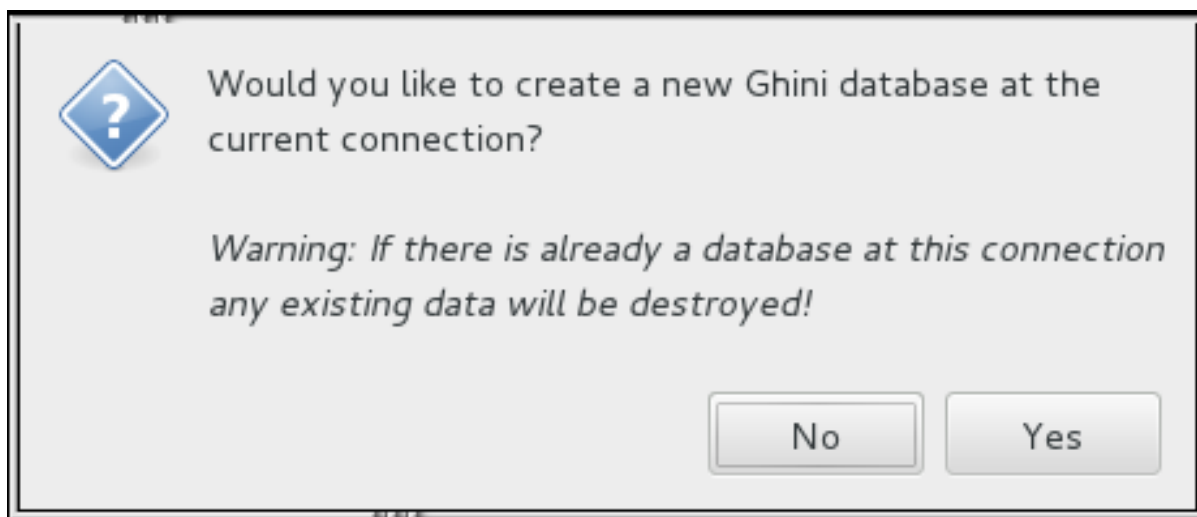 Would you like to create a new Ghini database at the
current connection?
Warning: If there is already a database at this connection
any existing data will be destroyed!
No Yes